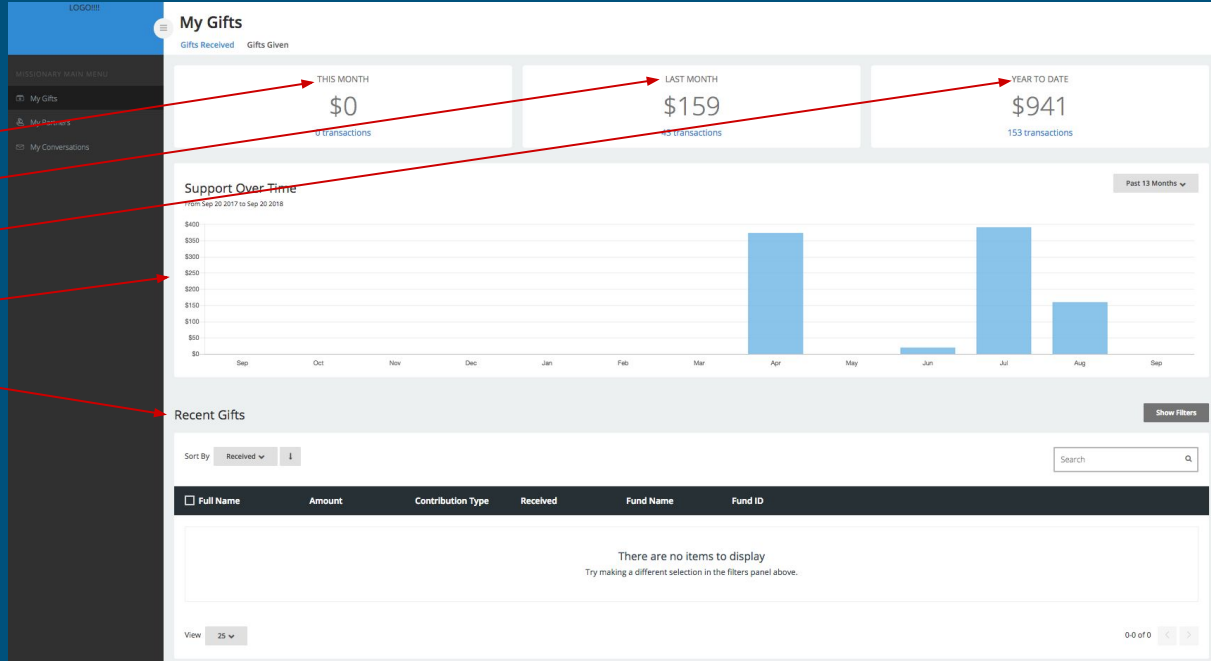 LOGO!!!!
My Gifts
Gifts Received Gifts Given
MISSIONARY MAIN MENU
My Gifts
My Partners
My Conversations
THIS MONTH
$0
0 transactions
LAST MONTH
$159
43 transactions
YEAR TO DATE
$941
153 transactions
Support Over Time
From Sep 20 2017 to Sep 20 2018
Past 13 Months
$400
$350
$300
$250
$200
$150
$100
$50
$0
Sep Oct Nov Dec Jan Feb Mar Apr May Jun Jul Aug Sep
Recent Gifts
Show Filters
Sort By Received
Search
Full Name Amount Contribution Type Received Fund Name Fund ID
There are no items to display
Try making a different selection in the filters panel above.
View 25
0-0 of 0